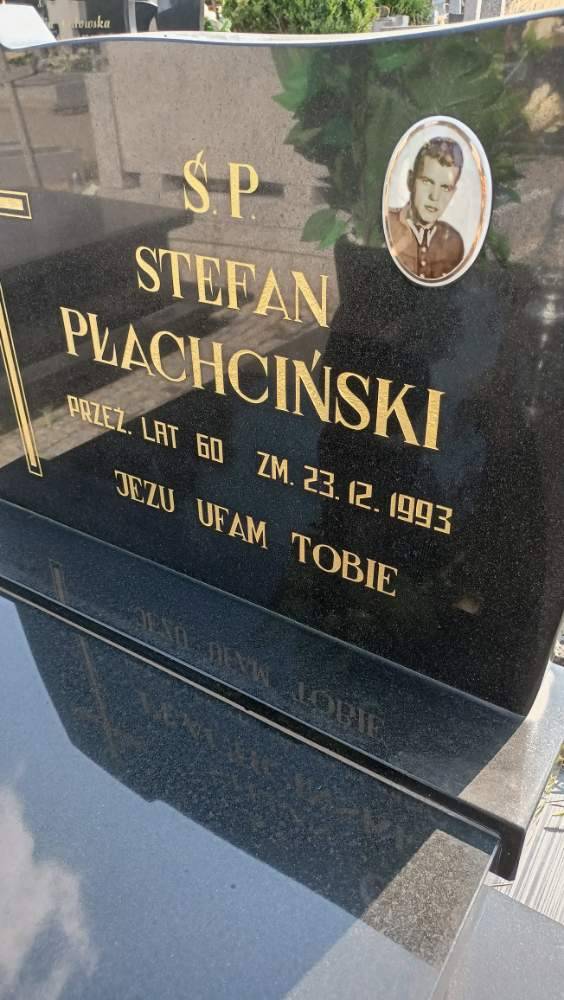 Ś.P.
STEFAN
PŁACHCIŃSKI
PRZEŻ. LAT 60 ZM. 23.12.1993
JEZU UFAM TOBIE